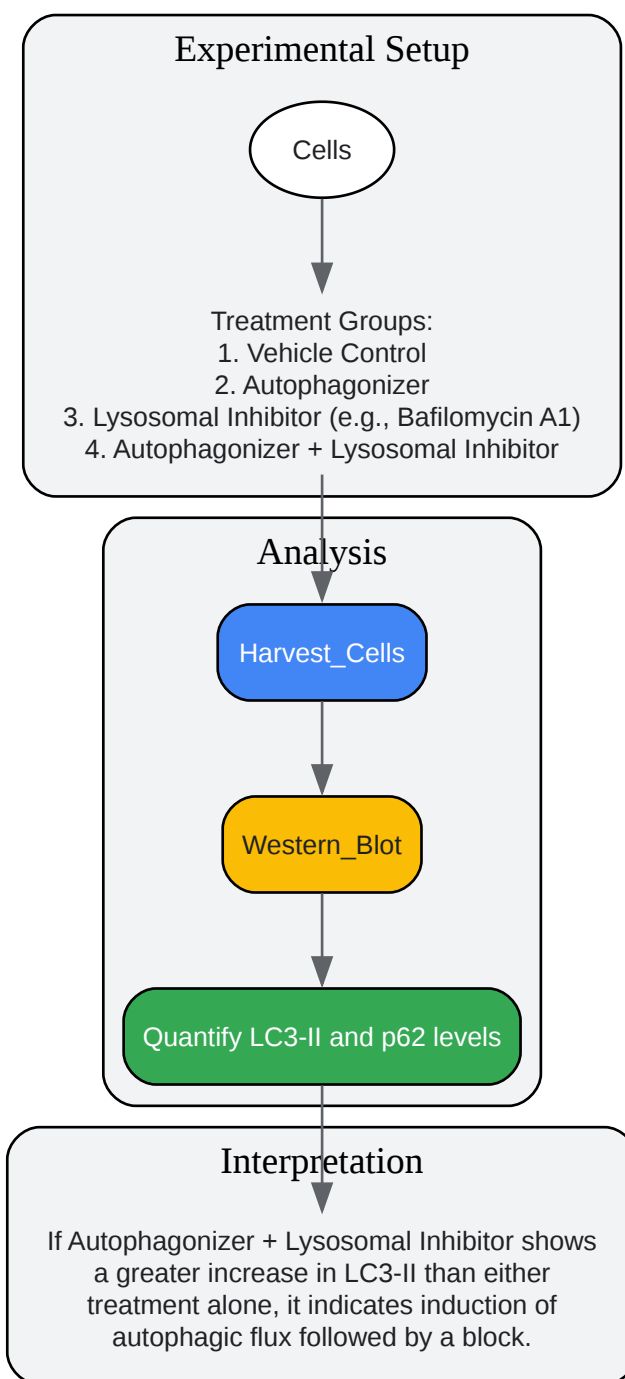 Experimental Setup
Cells
Treatment Groups:
1. Vehicle Control
2. Autophagonizer
3. Lysosomal Inhibitor (e.g., Bafilomycin A1)
4. Autophagonizer + Lysosomal Inhibitor
Analysis
Harvest_Cells
Western_Blot
Quantify LC3-II and p62 levels
Interpretation
If Autophagonizer + Lysosomal Inhibitor shows
a greater increase in LC3-II than either
treatment alone, it indicates induction of
autophagic flux followed by a block.